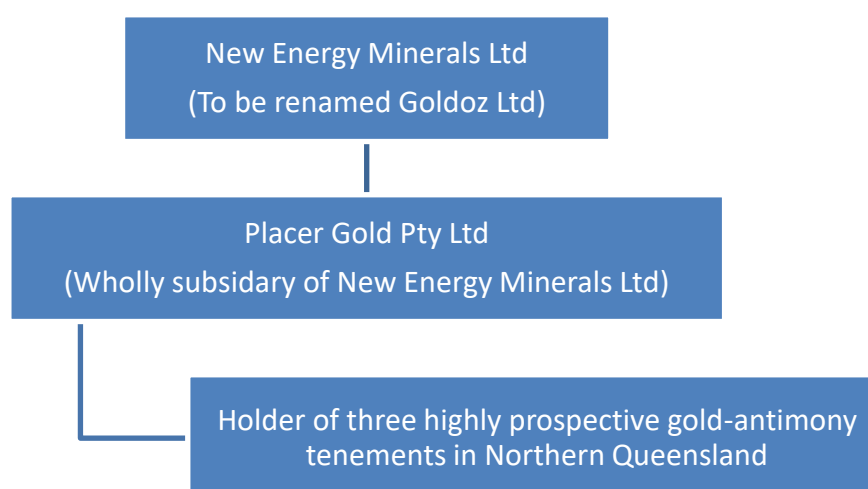 New Energy Minerals Ltd
(To be renamed Goldoz Ltd)
Placer Gold Pty Ltd
(Wholly subsidary of New Energy Minerals Ltd)
Holder of three highly prospective gold-antimony
tenements in Northern Queensland